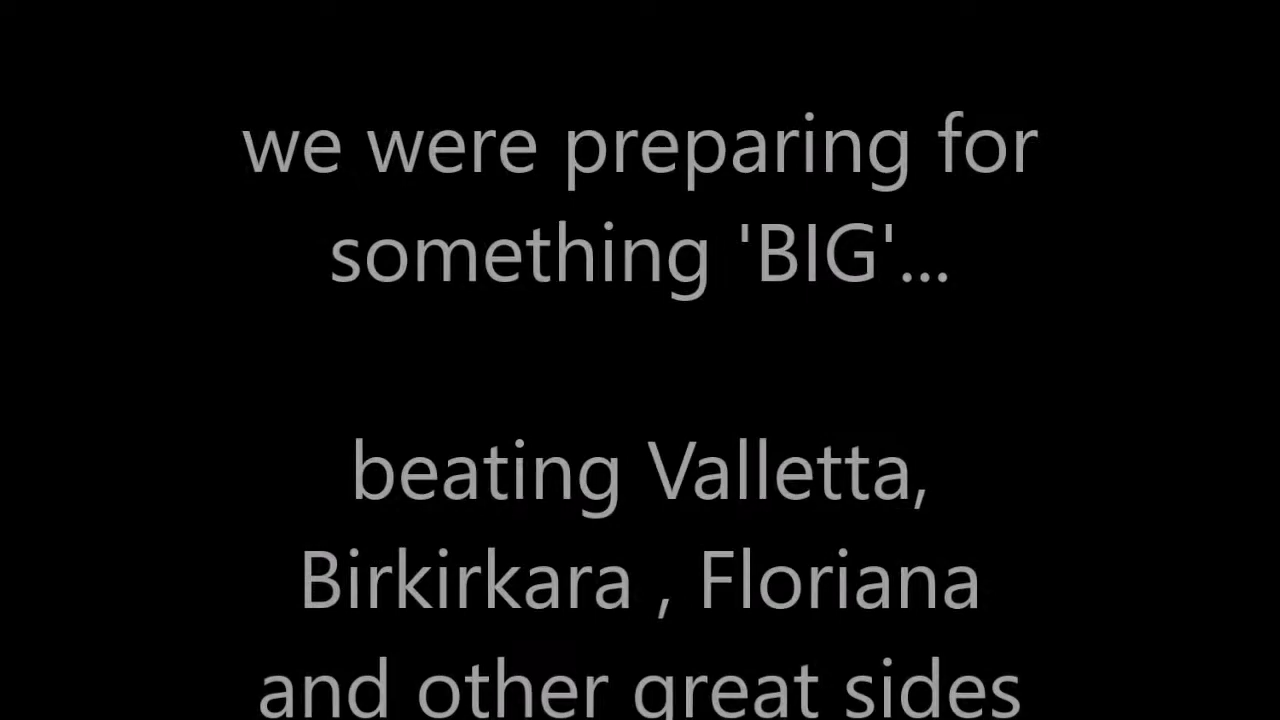 we were preparing for
something 'BIG'...
beating Valletta,
Birkirkara , Floriana
and other great sides